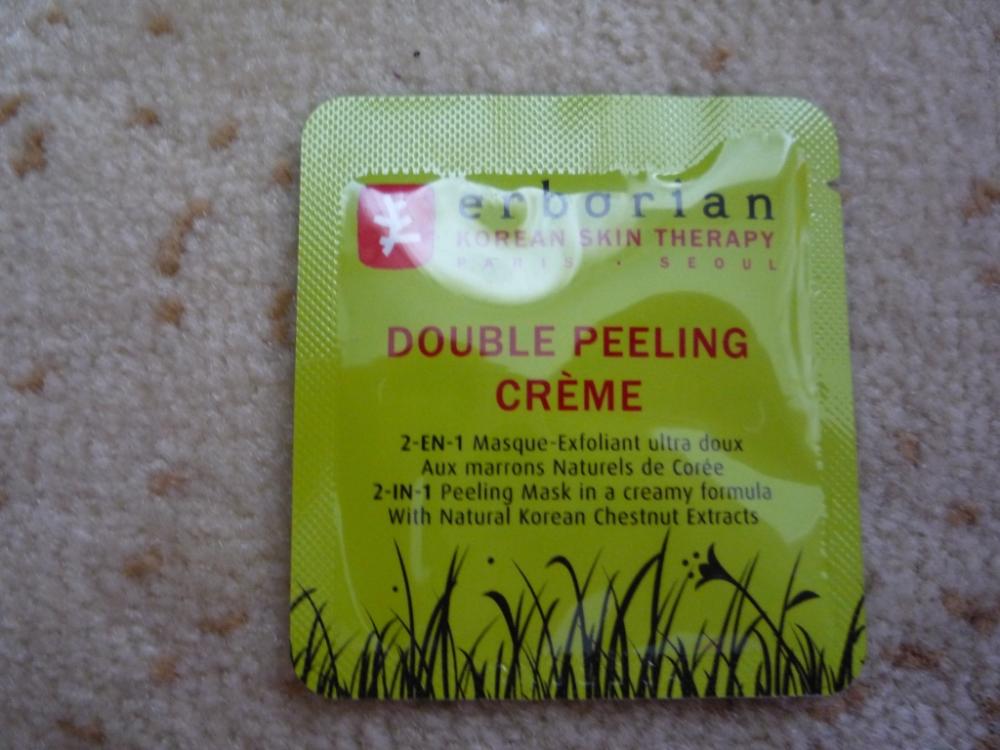 erborian
KOREAN SKIN THERAPY
PARIS · SEOUL
DOUBLE PEELING
CRÈME
2-EN-1 Masque-Exfoliant ultra doux
Aux marrons Naturels de Corée
2-IN-1 Peeling Mask in a creamy formula
With Natural Korean Chestnut Extracts